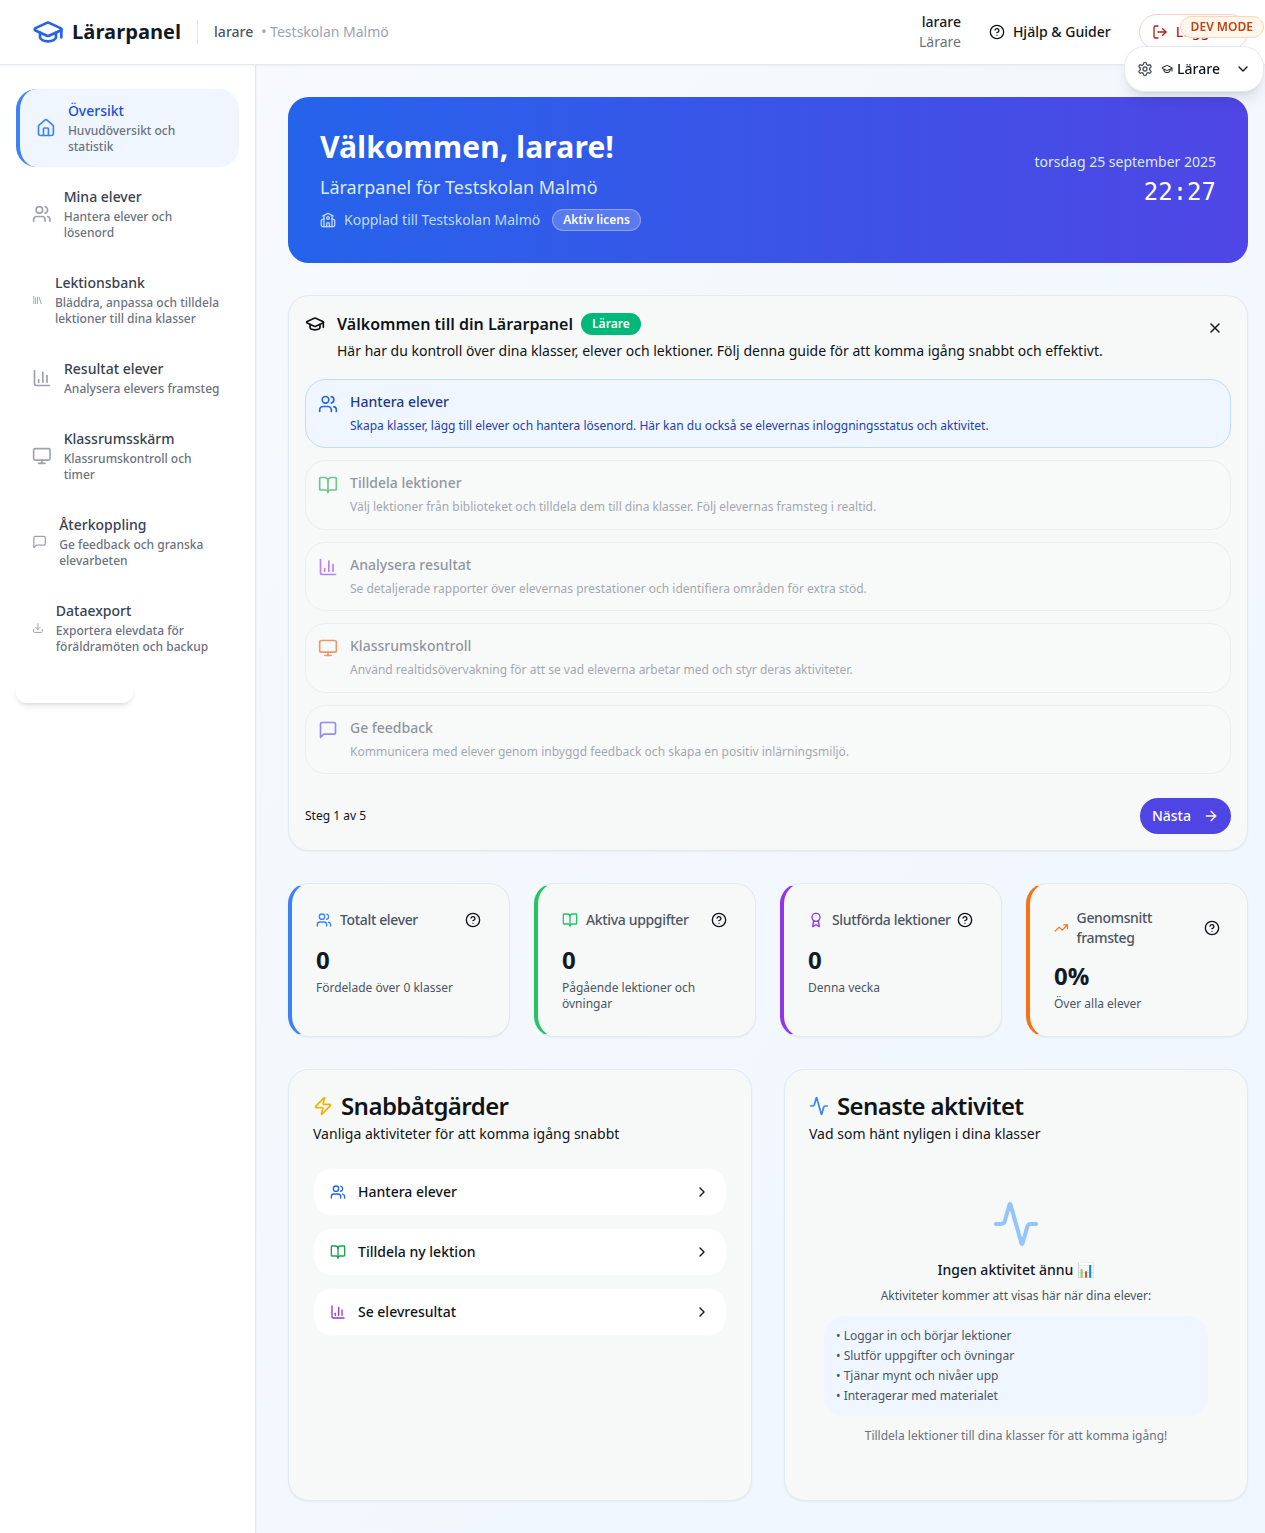 Lärarpanel
larare • Testskolan Malmö
larare
Lärare
Hjälp & Guider
DEV MODE
Lärare
Översikt
Huvudöversikt och
statistik
Mina elever
Hantera elever och
lösenord
Lektionsbank
Bläddra, anpassa och tilldela
lektioner till dina klasser
Resultat elever
Analysera elevers framsteg
Klassrumsskärm
Klassrumskontroll och
timer
Återkoppling
Ge feedback och granska
elevarbeten
Dataexport
Exportera elevdata för
föräldramöten och backup
Välkommen, larare!
Lärarpanel för Testskolan Malmö
Kopplad till Testskolan Malmö
Aktiv licens
torsdag 25 september 2025
22:27
Välkommen till din Lärarpanel
Lärare
Här har du kontroll över dina klasser, elever och lektioner. Följ denna guide för att komma igång snabbt och effektivt.
Hantera elever
Skapa klasser, lägg till elever och hantera lösenord. Här kan du också se elevernas inloggningsstatus och aktivitet.
Tilldela lektioner
Välj lektioner från biblioteket och tilldela dem till dina klasser. Följ elevernas framsteg i realtid.
Analysera resultat
Se detaljerade rapporter över elevernas prestationer och identifiera områden för extra stöd.
Klassrumskontroll
Använd realtidsövervakning för att se vad eleverna arbetar med och styr deras aktiviteter.
Ge feedback
Kommunicera med elever genom inbyggd feedback och skapa en positiv inlärningsmiljö.
Steg 1 av 5
Nästa
Totalt elever
0
Fördelade över 0 klasser
Aktiva uppgifter
0
Pågående lektioner och
övningar
Slutförda lektioner
0
Denna vecka
Genomsnitt
framsteg
0%
Över alla elever
Snabbåtgärder
Vanliga aktiviteter för att komma igång snabbt
Hantera elever
Tilldela ny lektion
Se elevresultat
Senaste aktivitet
Vad som hänt nyligen i dina klasser
Ingen aktivitet ännu 📊
Aktiviteter kommer att visas här när dina elever:
• Loggar in och börjar lektioner
• Slutför uppgifter och övningar
• Tjänar mynt och nivåer upp
• Interagerar med materialet
Tilldela lektioner till dina klasser för att komma igång!